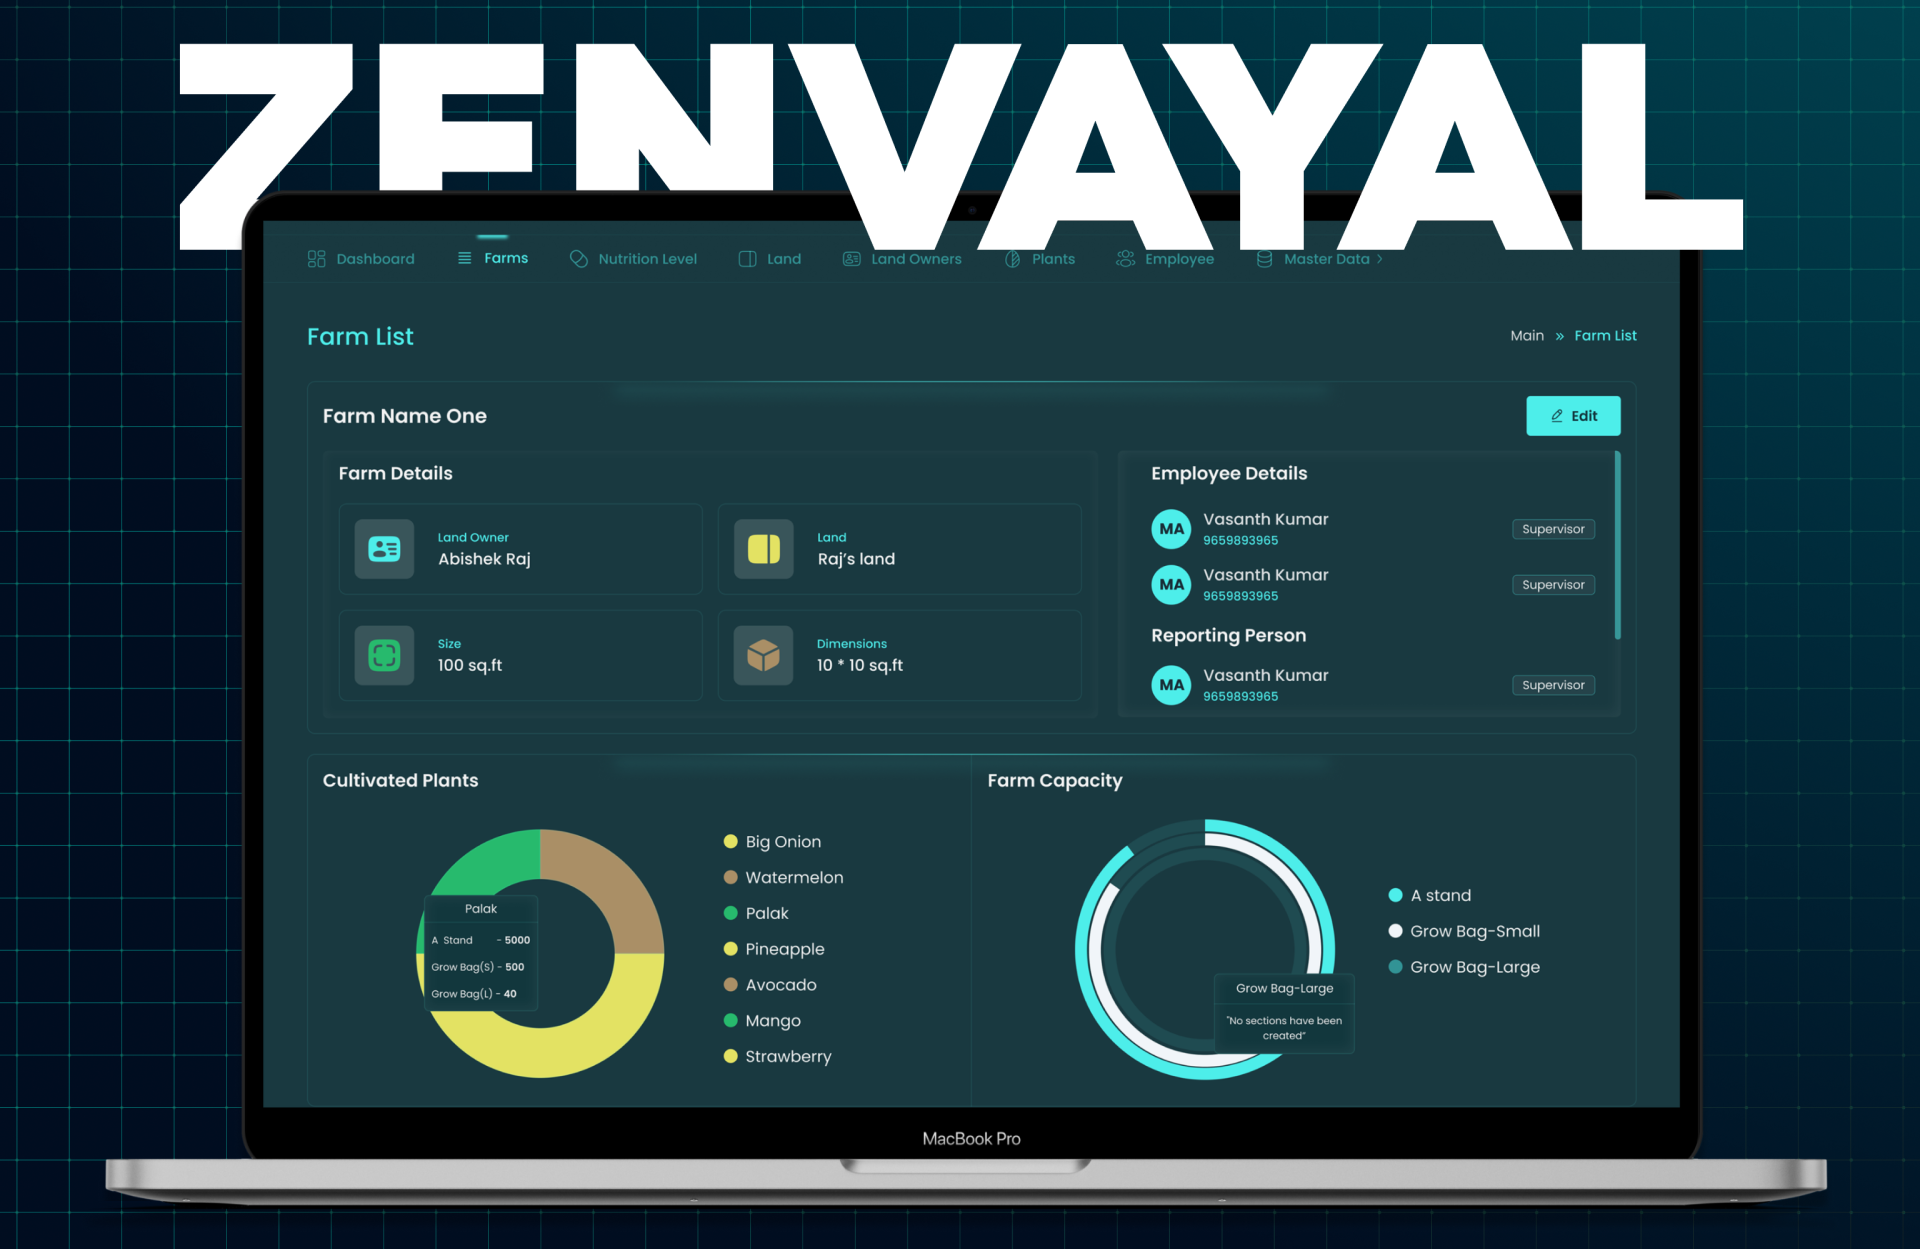 ZENVAYAL
Dashboard Farms Nutrition Level Land Land Owners Plants Employee Master Data >
Farm List
Main » Farm List
Farm Name One
Edit
Farm Details
Land Owner
Abishek Raj
Land
Raj's land
Size
100 sq.ft
Dimensions
10 * 10 sq.ft
Employee Details
MA
Vasanth Kumar
9659893965
Supervisor
MA
Vasanth Kumar
9659893965
Supervisor
Reporting Person
MA
Vasanth Kumar
9659893965
Supervisor
Cultivated Plants
Palak
A Stand - 5000
Grow Bag(S) - 500
Grow Bag(L) - 40
Big Onion
Watermelon
Palak
Pineapple
Avocado
Mango
Strawberry
Farm Capacity
Grow Bag-Large
"No sections have been
created"
A stand
Grow Bag-Small
Grow Bag-Large
MacBook Pro